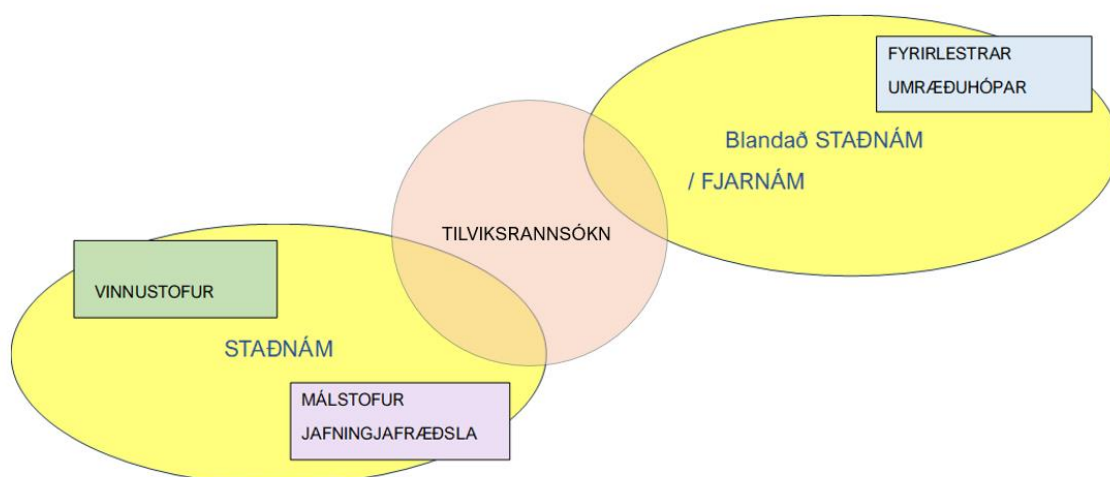 FYRIRLESTRAR
UMRÆÐUHÓPAR
Blandað STAÐNÁM
/ FJARNÁM
TILVIKSRANNSÓKN
VINNUSTOFUR
STAÐNÁM
MÁLSTOFUR
JAFNINGJAFRÆÐSLA